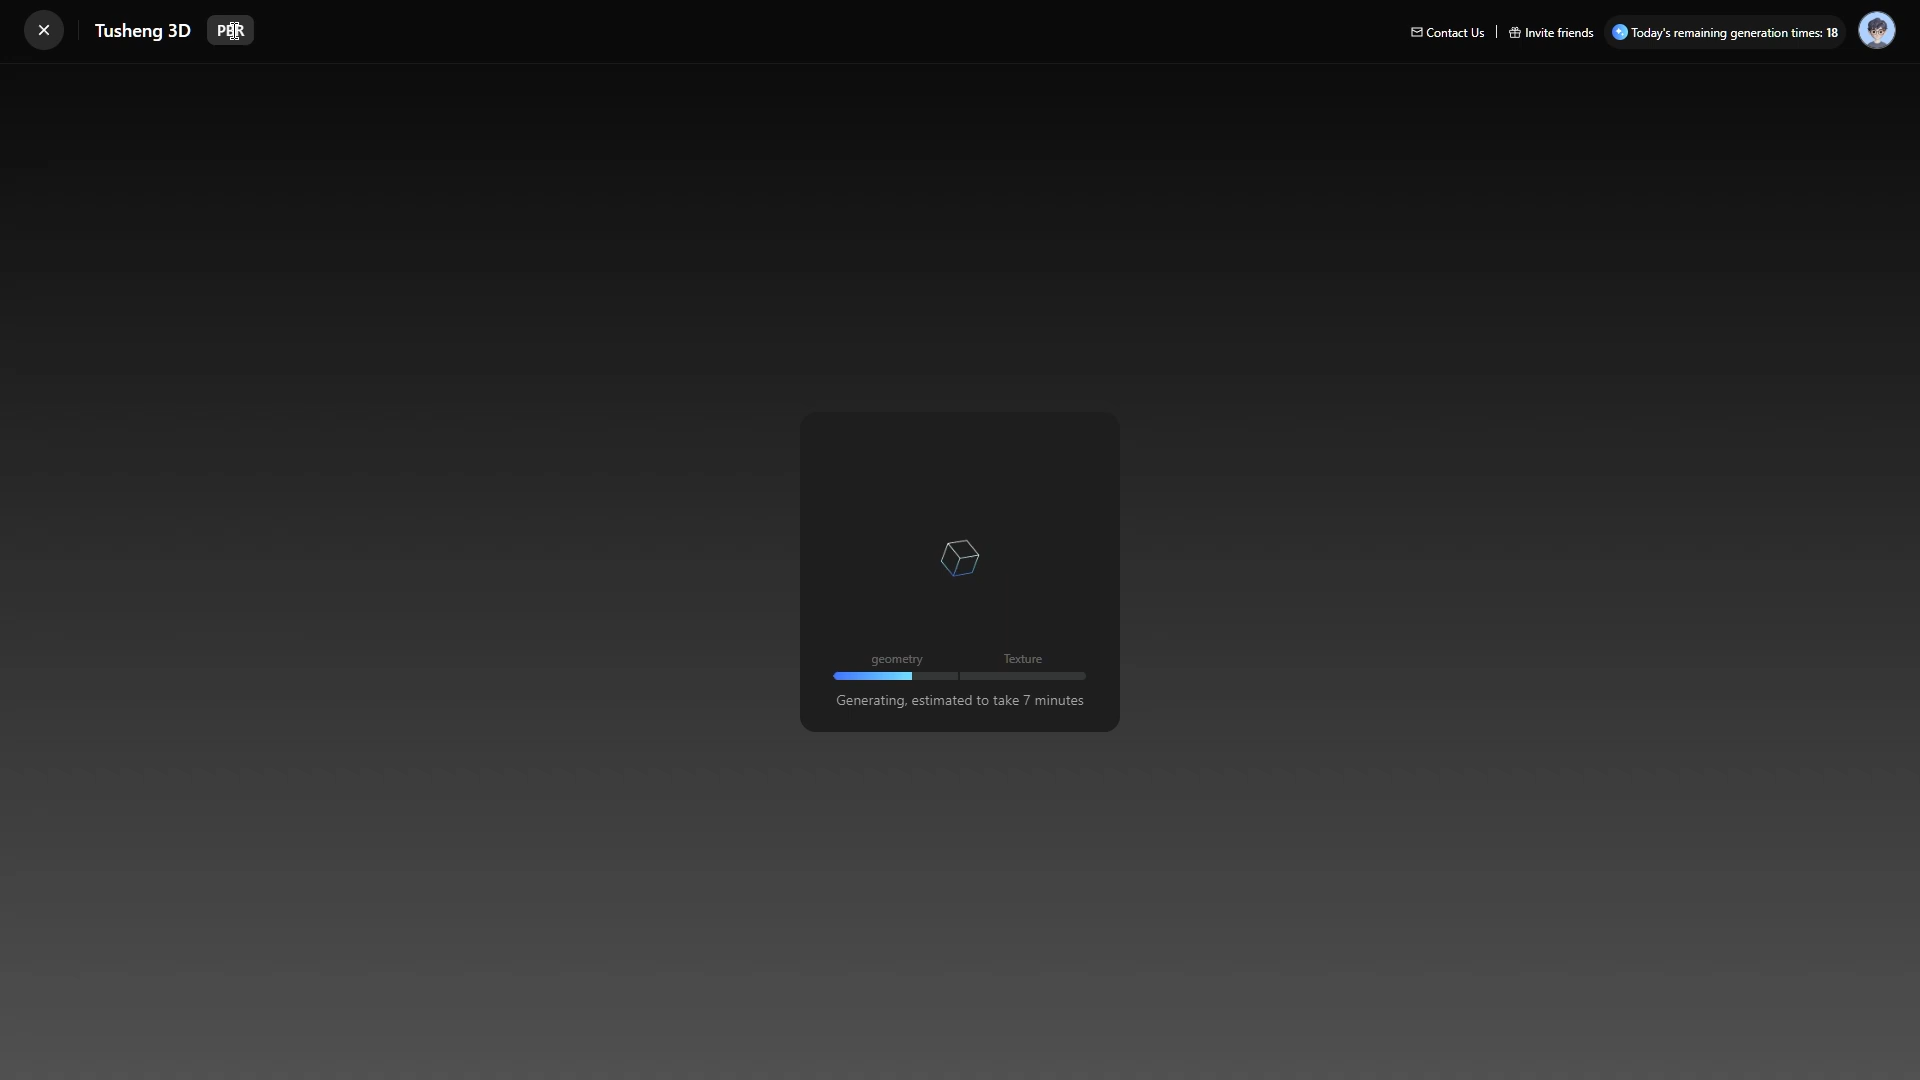 Tusheng 3D
PBR
Contact Us
Invite friends
Today's remaining generation times: 18
geometry
Texture
Generating, estimated to take 7 minutes